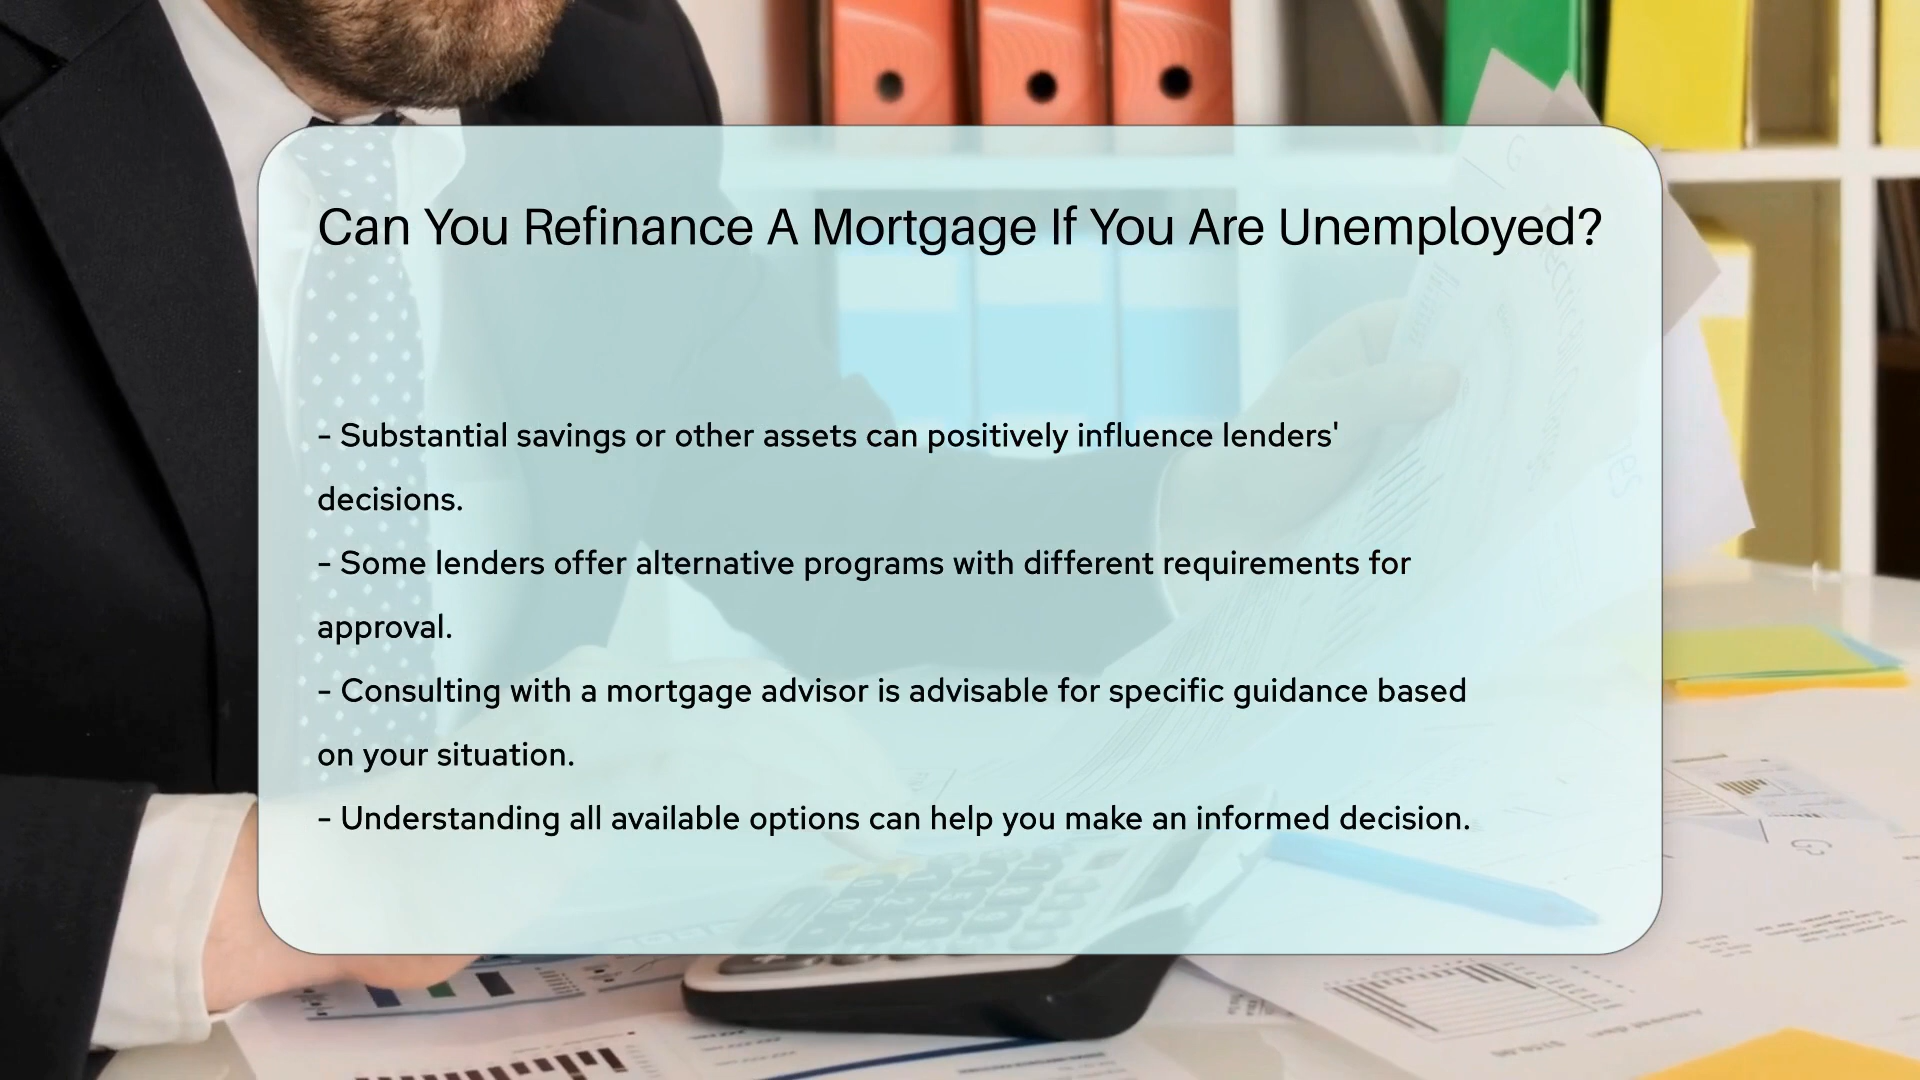 Can You Refinance A Mortgage If You Are Unemployed?
- Substantial savings or other assets can positively influence lenders'
decisions.
- Some lenders offer alternative programs with different requirements for
approval.
- Consulting with a mortgage advisor is advisable for specific guidance based
on your situation.
- Understanding all available options can help you make an informed decision.